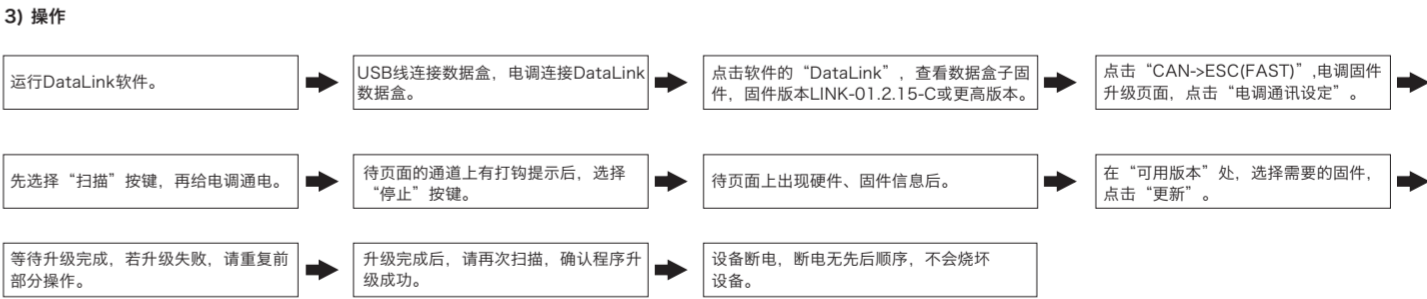 3) 操作
运行DataLink软件。
USB线连接数据盒，电调连接DataLink
数据盒。
点击软件的“DataLink”，查看数据盒子固
件，固件版本LINK-01.2.15-C或更高版本。
点击“CAN->ESC(FAST)”,电调固件
升级页面，点击“电调通讯设定”。
先选择“扫描”按键，再给电调通电。
待页面的通道上有打钩提示后，选择
“停止”按键。
待页面上出现硬件、固件信息后。
在“可用版本”处，选择需要的固件，
点击“更新”。
等待升级完成，若升级失败，请重复前
部分操作。
升级完成后，请再次扫描，确认程序升
级成功。
设备断电，断电无先后顺序，不会烧坏
设备。